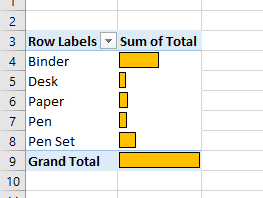 2
3 Row Labels Sum of Total
4 Binder
5 Desk
6 Paper
7 Pen
8 Pen Set
9 Grand Total
10